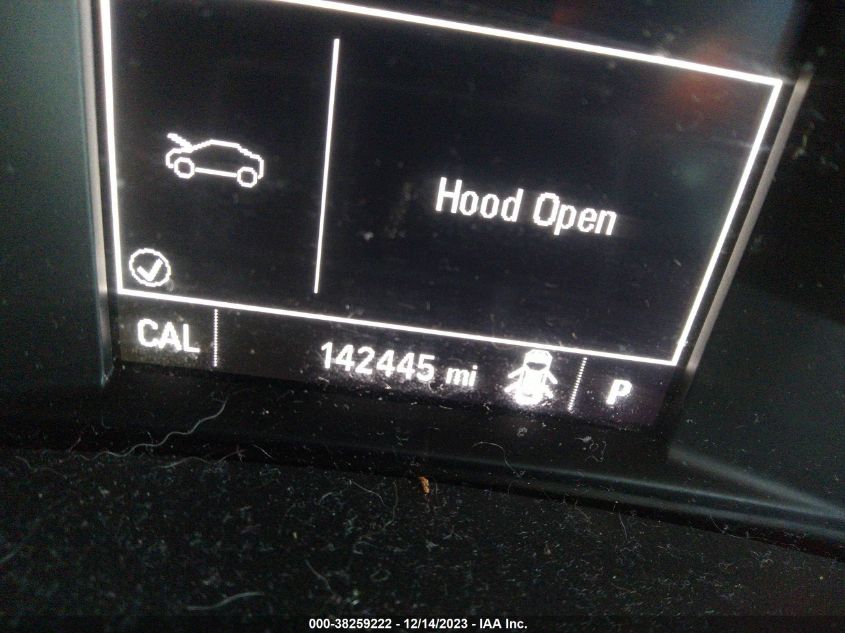 Hood Open
CAL
142445 mi
P
000-38259222 - 12/14/2023 - IAA Inc.